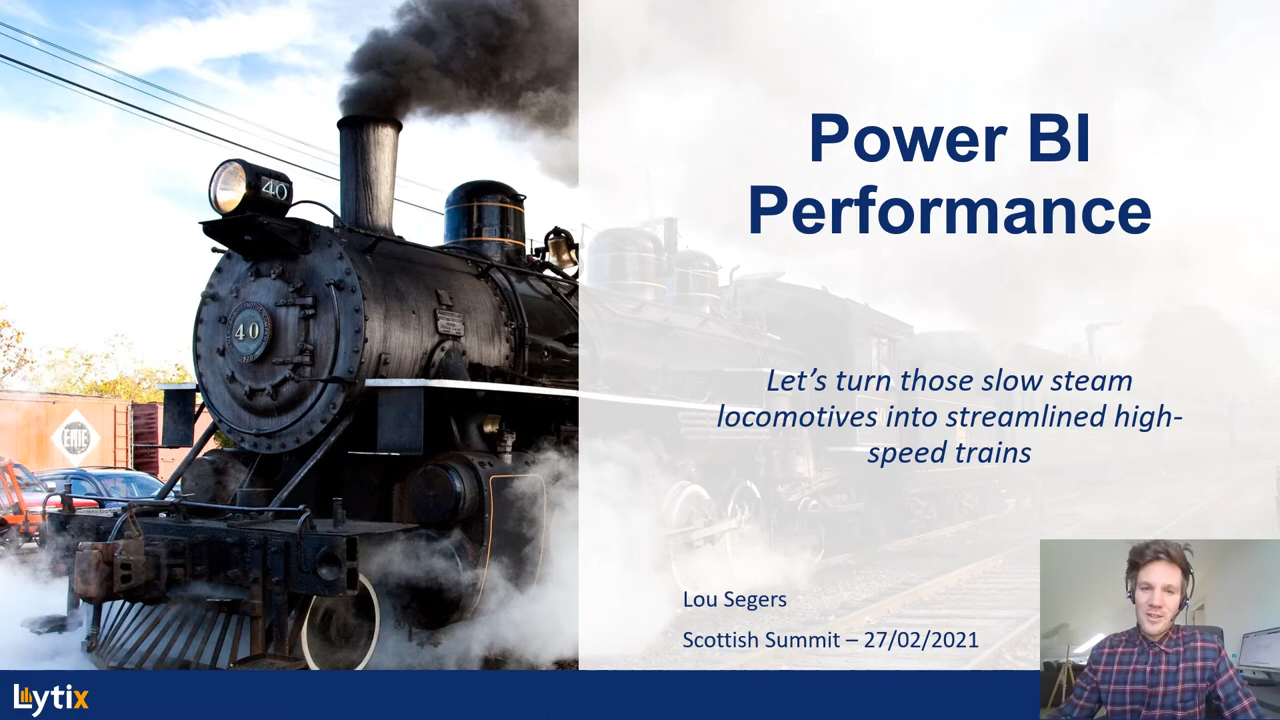 Power BI
Performance
Let’s turn those slow steam
locomotives into streamlined high-
speed trains
Lou Segers
Scottish Summit – 27/02/2021
Lytix
40
40
ERIE